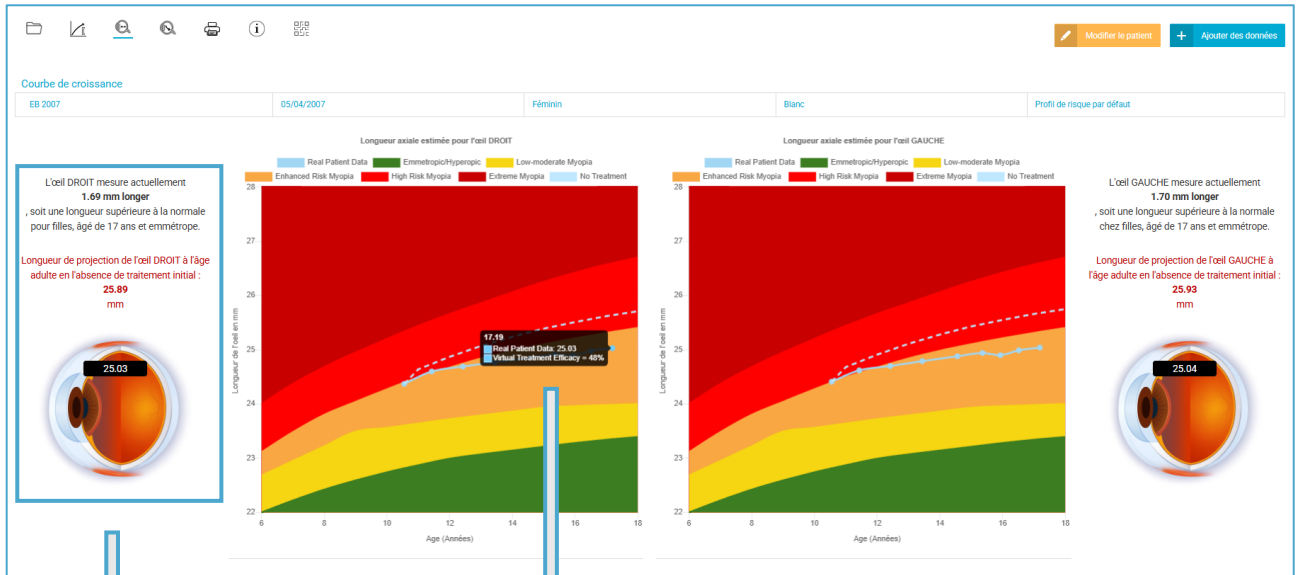 Modifier le patient
+ Ajouter des données
Courbe de croissance
EB 2007 05/04/2007 Féminin Blanc Profil de risque par défaut
L'œil DROIT mesure actuellement
1.69 mm longer
, soit une longueur supérieure à la normale
pour filles, âgé de 17 ans et emmétrope.
Longueur de projection de l'œil DROIT à l'âge
adulte en l'absence de traitement initial :
25.89
mm
25.03
Longueur axiale estimée pour l'œil DROIT
Real Patient Data Emmetropic/Hyperopic Low-moderate Myopia
Enhanced Risk Myopia High Risk Myopia Extreme Myopia No Treatment
Longueur de l'oeil en mm
28
27
26
25
24
23
22
17.19
Real Patient Data: 25.03
Virtual Treatment Efficacy = 48%
6 8 10 12 14 16 18
Age (Années)
Longueur axiale estimée pour l'œil GAUCHE
Real Patient Data Emmetropic/Hyperopic Low-moderate Myopia
Enhanced Risk Myopia High Risk Myopia Extreme Myopia No Treatment
Longueur de l'oeil en mm
28
27
26
25
24
23
22
6 8 10 12 14 16 18
Age (Années)
L'œil GAUCHE mesure actuellement
1.70 mm longer
, soit une longueur supérieure à la normale
chez filles, âgé de 17 ans et emmétrope.
Longueur de projection de l'œil GAUCHE à
l'âge adulte en l'absence de traitement initial :
25.93
mm
25.04